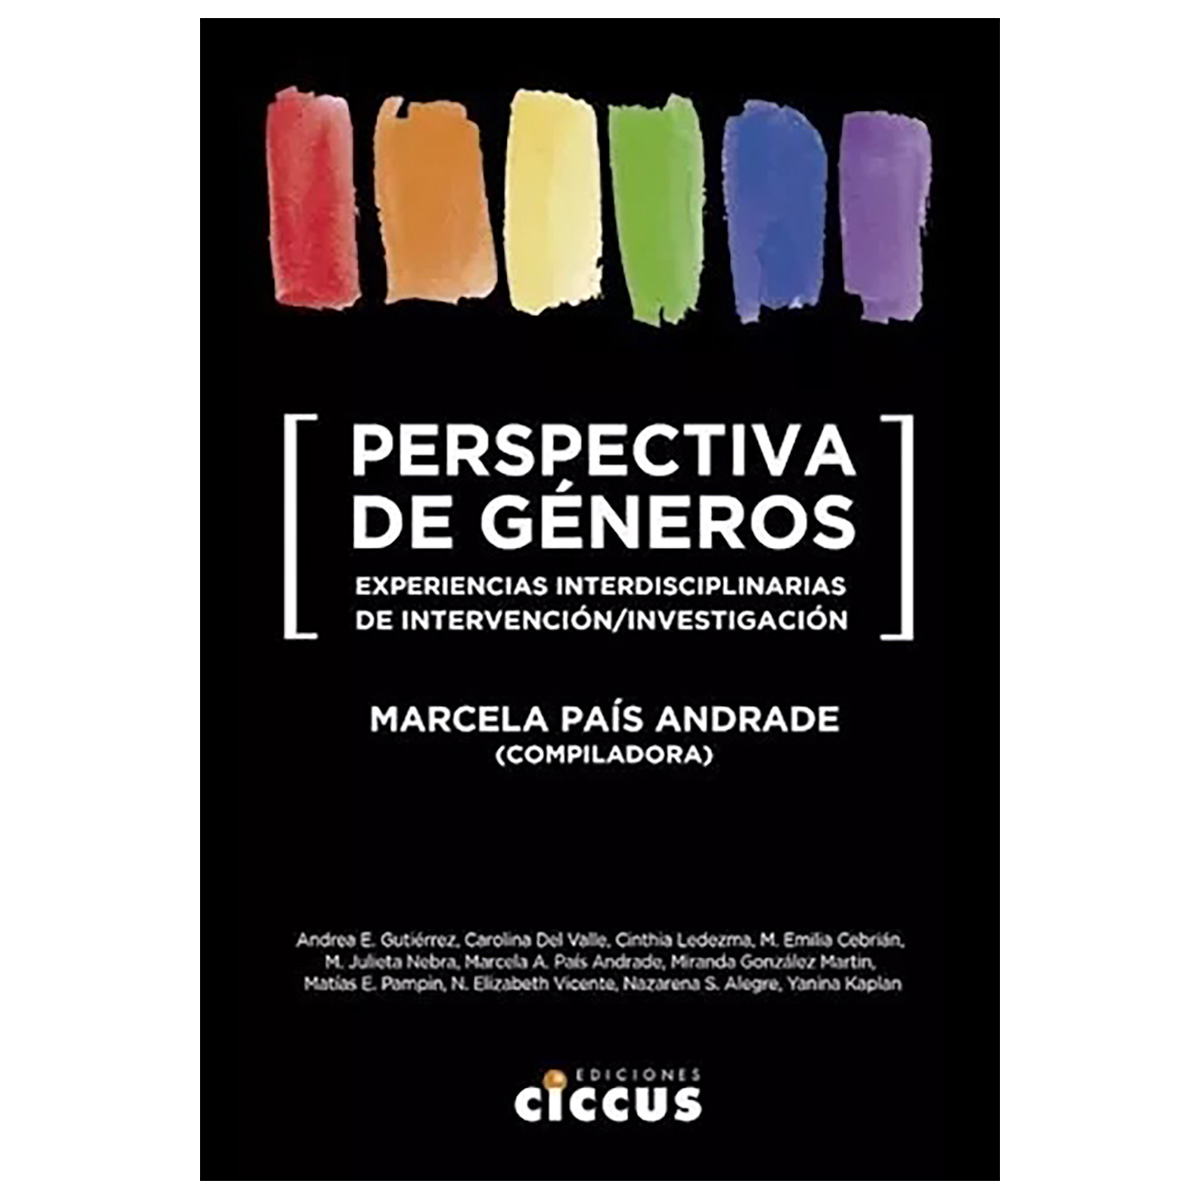 PERSPECTIVA
DE GÉNEROS
EXPERIENCIAS INTERDISCIPLINARIAS
DE INTERVENCIÓN/INVESTIGACIÓN
MARCELA PAÍS ANDRADE
(COMPILADORA)
Andrea E. Gutiérrez, Carolina Del Valle, Cinthia Ledezma, M. Emilia Cebrián,
M. Julieta Nebra, Marcela A. País Andrade, Miranda González Martin,
Matías E. Pampin, N. Elizabeth Vicente, Nazarena S. Alegre, Yanina Kaplan
EDICIONES
CICCUS